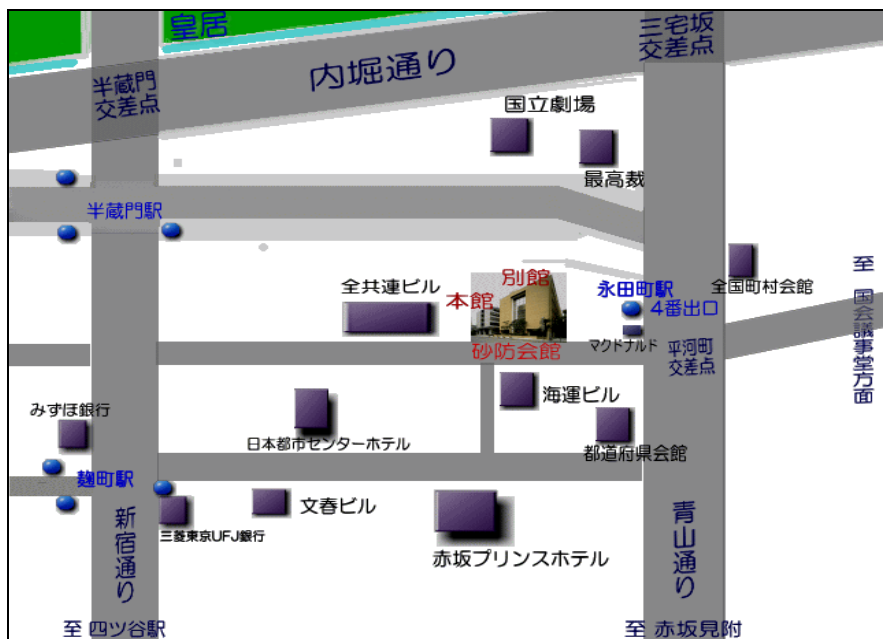 皇居
三宅坂
交差点
内堀通り
半蔵門
交差点
国立劇場
最高裁
半蔵門駅
全国町村会館
至 国会議事堂方面
別館
本館
砂防会館
全共連ビル
永田町駅
4番出口
マクドナルド
平河町
交差点
海運ビル
みずほ銀行
日本都市センターホテル
都道府県会館
麹町駅
文春ビル
三菱東京UFJ銀行
赤坂プリンスホテル
新宿通り
青山通り
至 四ツ谷駅
至 赤坂見附